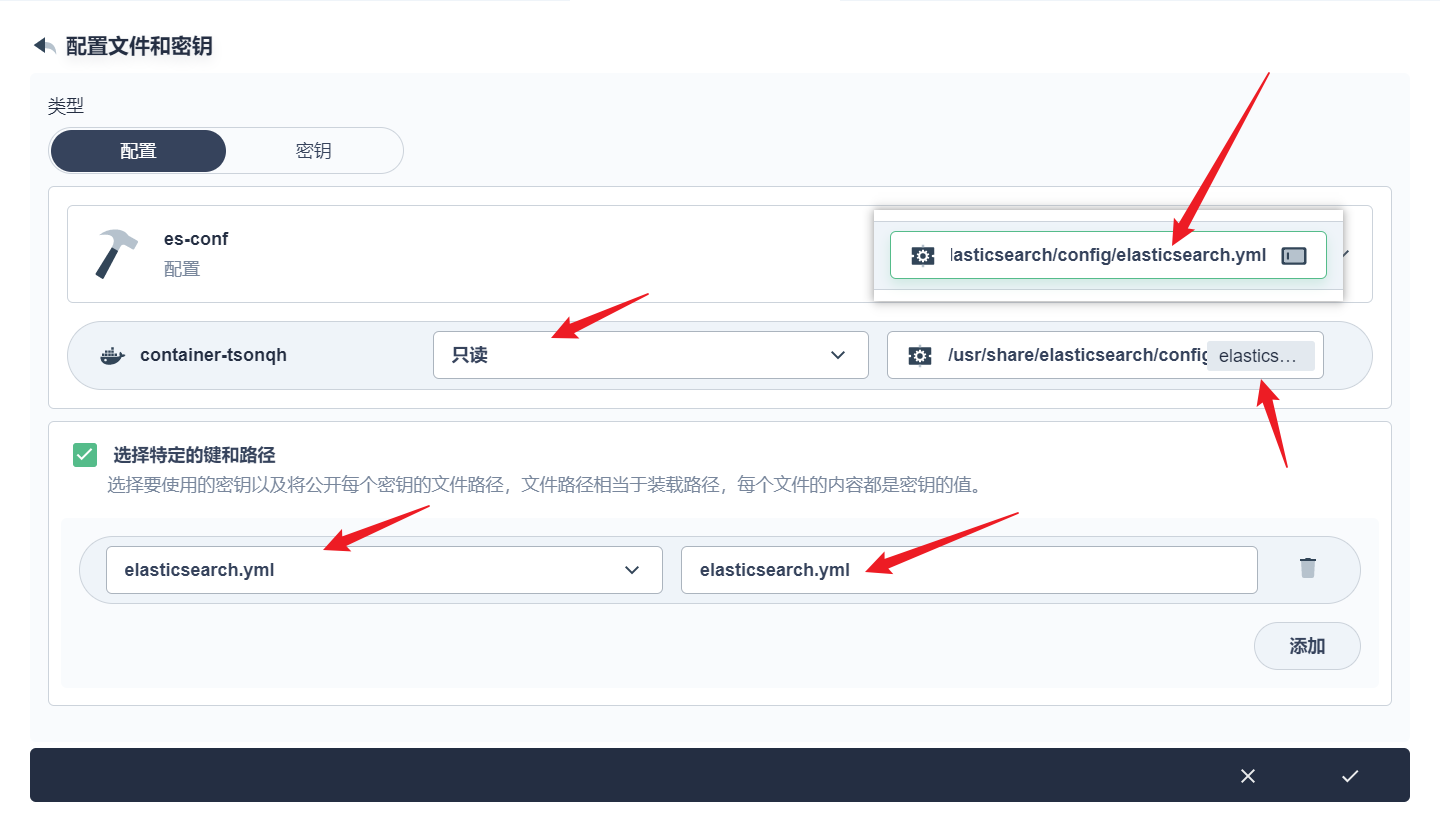 配置文件和密钥
类型
配置
密钥
es-conf
配置
lasticsearch/config/elasticsearch.yml
container-tsonqh
只读
/usr/share/elasticsearch/config
elastics...
选择特定的键和路径
选择要使用的密钥以及将公开每个密钥的文件路径，文件路径相当于装载路径，每个文件的内容都是密钥的值。
elasticsearch.yml
elasticsearch.yml
添加